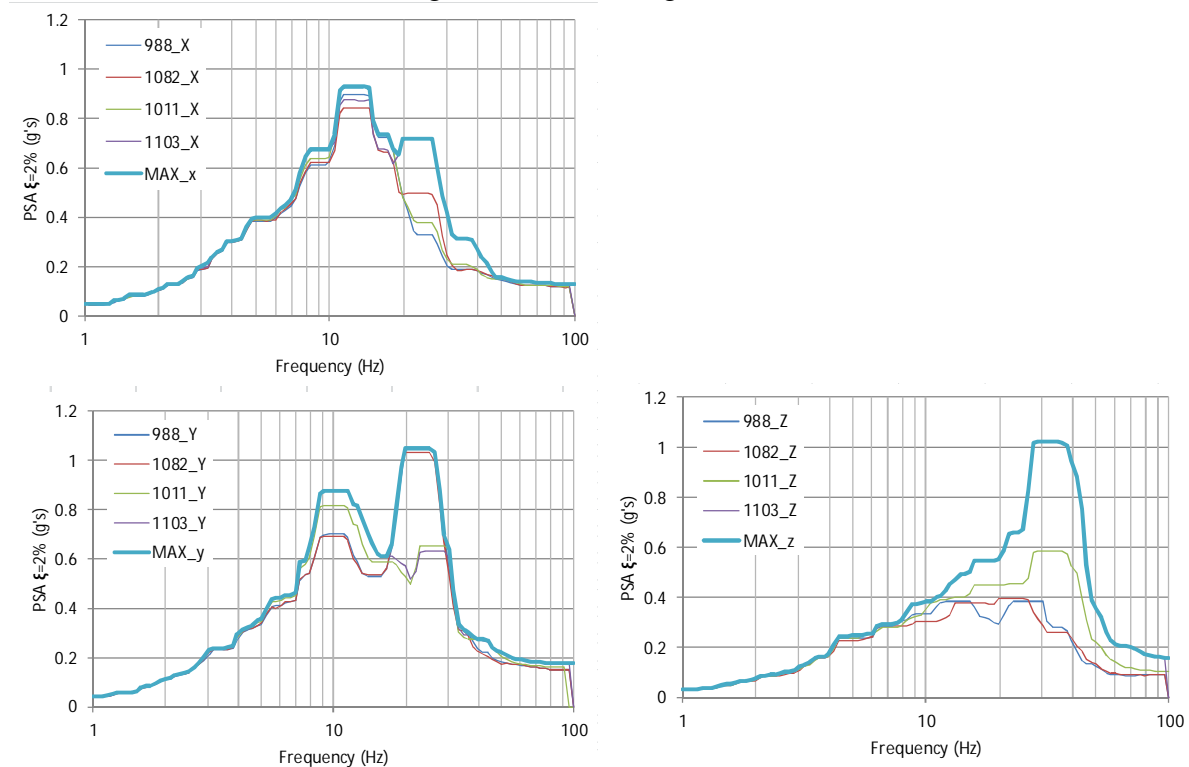 1.2
1
0.8
0.6
0.4
0.2
0
PSA ξ=2% (g's)
988_X
1082_X
1011_X
1103_X
MAX_x
1 10 100
Frequency (Hz)
1.2
1
0.8
0.6
0.4
0.2
0
PSA ξ=2% (g's)
988_Y
1082_Y
1011_Y
1103_Y
MAX_y
1 10 100
Frequency (Hz)
1.2
1
0.8
0.6
0.4
0.2
0
PSA ξ=2% (g's)
988_Z
1082_Z
1011_Z
1103_Z
MAX_z
1 10 100
Frequency (Hz)